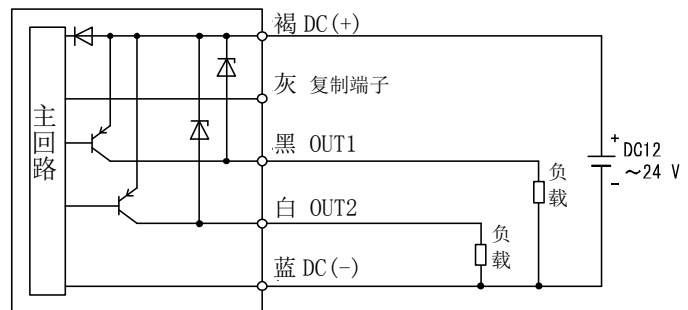 褐 DC(+)
灰 复制端子
主回路
黑 OUT1
白 OUT2
蓝 DC(-)
负载
负载
+
DC12
～24 V
-